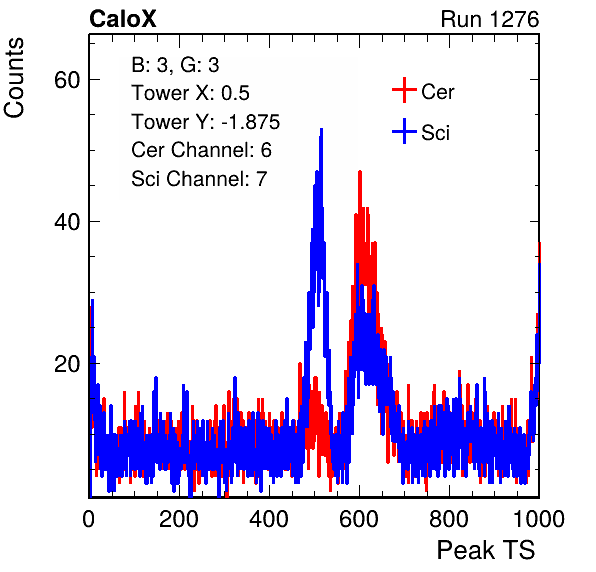 CaloX Run 1276
Counts
B: 3, G: 3
Tower X: 0.5
Tower Y: -1.875
Cer Channel: 6
Sci Channel: 7
Cer
Sci
60
40
20
0 200 400 600 800 1000
Peak TS